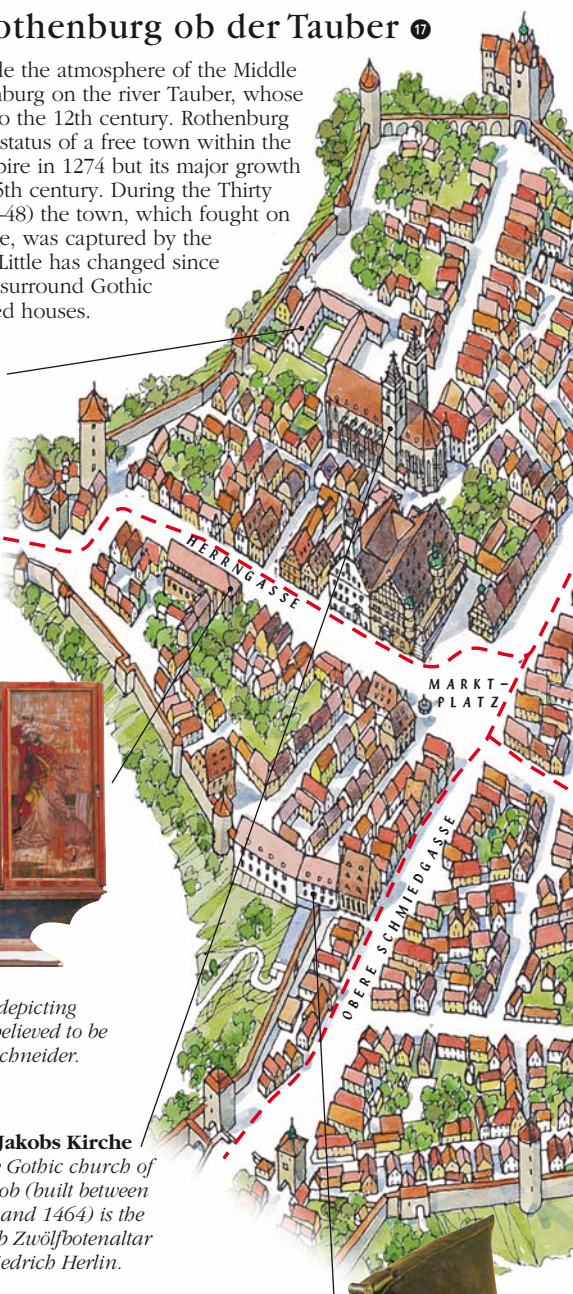 othenburg ob der Tauber 17
le the atmosphere of the Middle
nburg on the river Tauber, whose
o the 12th century. Rothenburg
status of a free town within the
pire in 1274 but its major growth
5th century. During the Thirty
–48) the town, which fought on
e, was captured by the
Little has changed since
surround Gothic
ed houses.
HERRNGASSE
MARKT-
PLATZ
OBERE SCHMIEDGASSE
depicting
believed to be
chneider.
Jakobs Kirche
e Gothic church of
ob (built between
and 1464) is the
b Zwölfbotenaltar
iedrich Herlin.